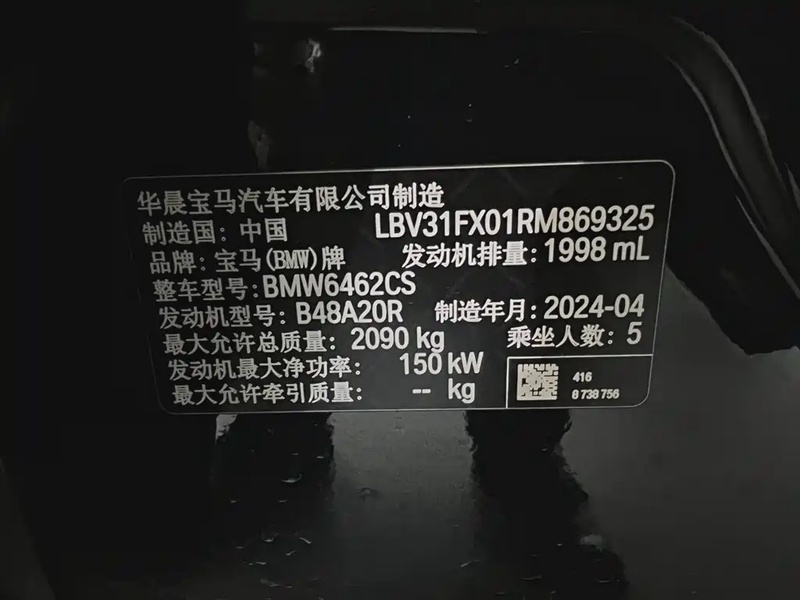 华晨宝马汽车有限公司制造
制造国: 中国 LBV31FX01RM869325
品牌: 宝马(BMW)牌 发动机排量: 1998 mL
整车型号: BMW6462CS
发动机型号: B48A20R 制造年月: 2024-04
最大允许总质量: 2090 kg 乘坐人数: 5
发动机最大净功率: 150 kW
最大允许牵引质量: -- kg
416
8 738 756